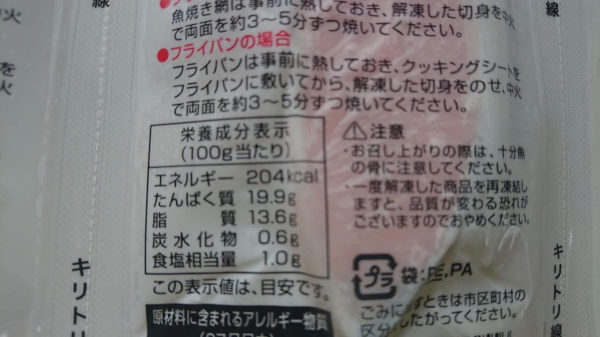 線
魚焼き網は事前に熱しておき、解凍した切身を中火
で両面を約3~5分ずつ焼いてください。
●フライパンの場合
フライパンは事前に熱しておき、クッキングシートを
フライパンに敷いてから、解凍した切身をのせ、中火
で両面を約3~5分ずつ焼いてください。
栄養成分表示
(100g当たり)
エネルギー 204kcal
たんぱく質 19.9g
脂質 13.6g
炭水化物 0.6g
食塩相当量 1.0g
この表示値は、目安です。
原材料に含まれるアレルギー物質
⚠注意
・お召し上がりの際は、十分魚
の骨に注意してください。
・一度解凍した商品を再凍結し
ますと、品質が変わる恐れが
ございますのでおやめください。
プラ 袋:PE,PA
ごみに すときは市区町村の
区分 したがってください。
キリトリ
キリトリ線
線
火
を
火